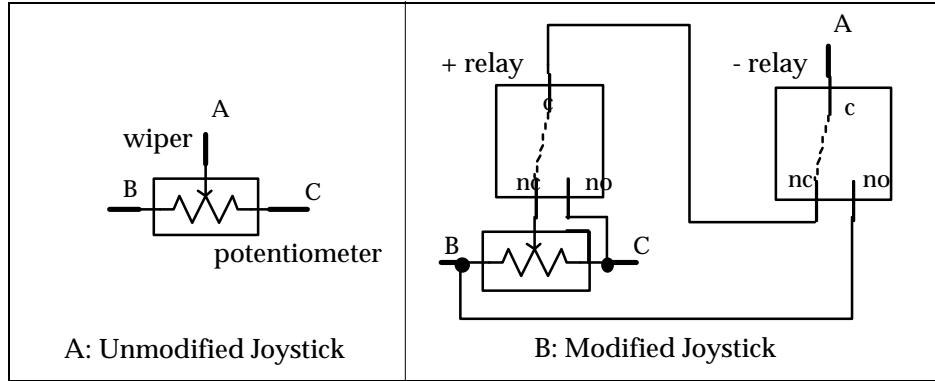 A
wiper
B
C
potentiometer
A: Unmodified Joystick
A
+ relay
- relay
c
c
nc
no
nc
no
B
C
B: Modified Joystick